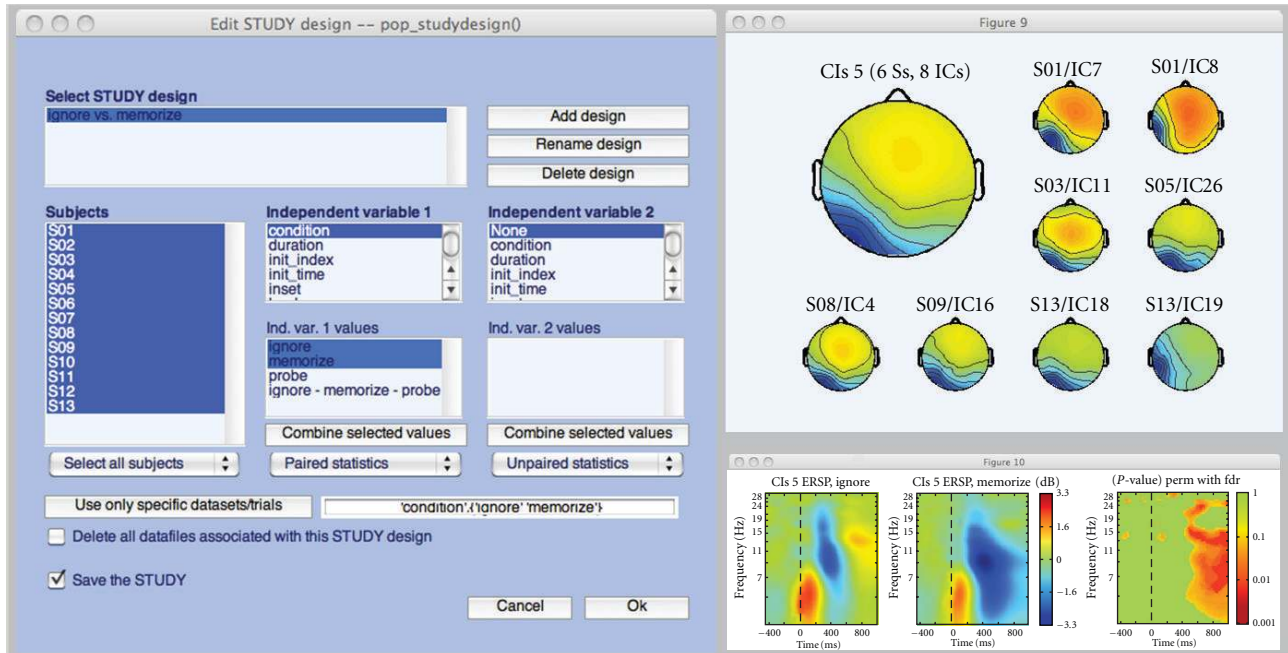 Edit STUDY design -- pop_studydesign()
Select STUDY design
Ignore vs. memorize
Add design
Rename design
Delete design
Subjects
S01
S02
S03
S04
S05
S06
S07
S08
S09
S10
S11
S12
S13
Independent variable 1
condition
duration
init_index
init_time
inset
Independent variable 2
None
condition
duration
init_index
init_time
Ind. var. 1 values
ignore
memorize
probe
ignore - memorize - probe
Ind. var. 2 values
Combine selected values
Combine selected values
Select all subjects
Paired statistics
Unpaired statistics
Use only specific datasets/trials
'condition',{'ignore' 'memorize'}
Delete all datafiles associated with this STUDY design
Save the STUDY
Cancel
Ok
Figure 9
CIs 5 (6 Ss, 8 ICs)
S01/IC7
S01/IC8
S03/IC11
S05/IC26
S08/IC4
S09/IC16
S13/IC18
S13/IC19
Figure 10
CIs 5 ERSP, ignore
CIs 5 ERSP, memorize (dB)
(P-value) perm with fdr
Frequency (Hz)
28
24
19
15
11
7
−400 0 400 800
Time (ms)
Frequency (Hz)
28
24
19
15
11
7
−400 0 400 800
Time (ms)
3.3
1.6
0
−1.6
−3.3
Frequency (Hz)
28
24
19
15
11
7
−400 0 400 800
Time (ms)
1
0.1
0.01
0.001